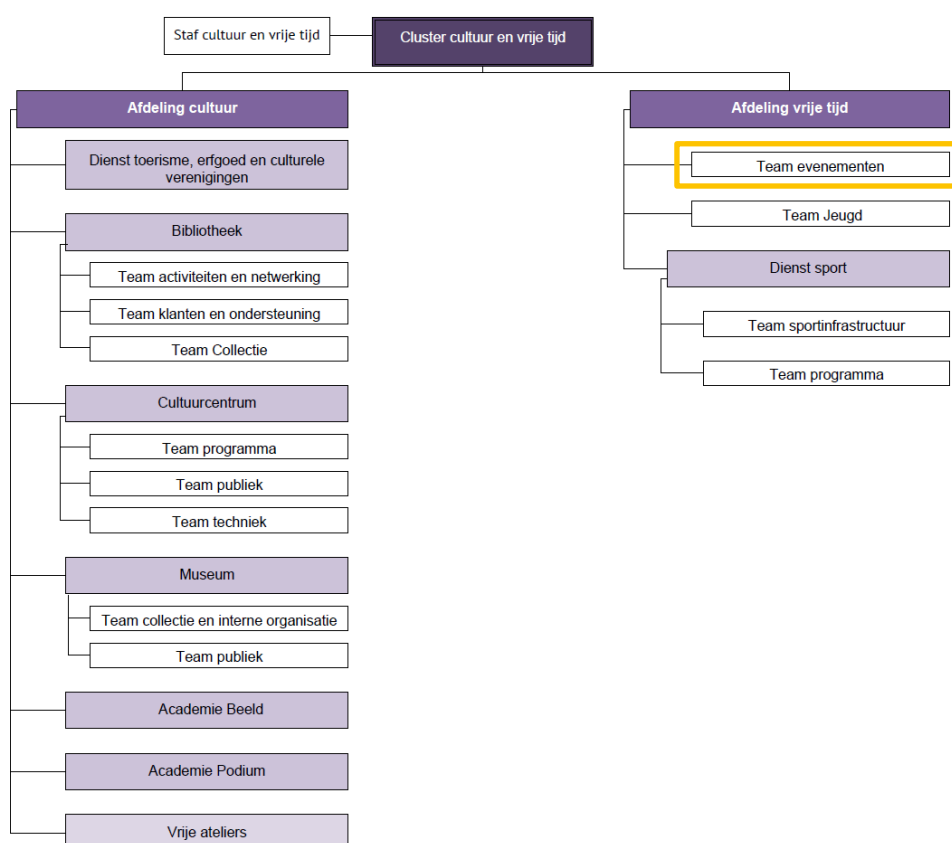 Staf cultuur en vrije tijd
Cluster cultuur en vrije tijd
Afdeling cultuur
Dienst toerisme, erfgoed en culturele
verenigingen
Bibliotheek
Team activiteiten en netwerking
Team klanten en ondersteuning
Team Collectie
Cultuurcentrum
Team programma
Team publiek
Team techniek
Museum
Team collectie en interne organisatie
Team publiek
Academie Beeld
Academie Podium
Vrije ateliers
Afdeling vrije tijd
Team evenementen
Team Jeugd
Dienst sport
Team sportinfrastructuur
Team programma